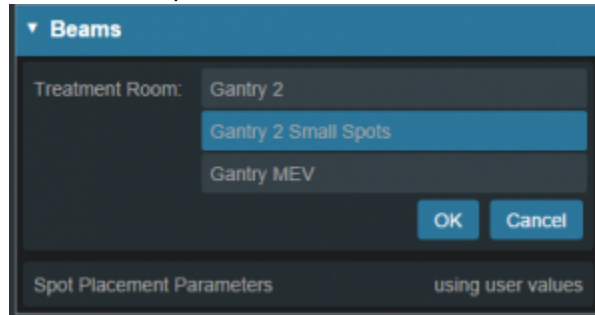 Beams
Treatment Room: Gantry 2
Gantry 2 Small Spots
Gantry MEV
OK Cancel
Spot Placement Parameters using user values